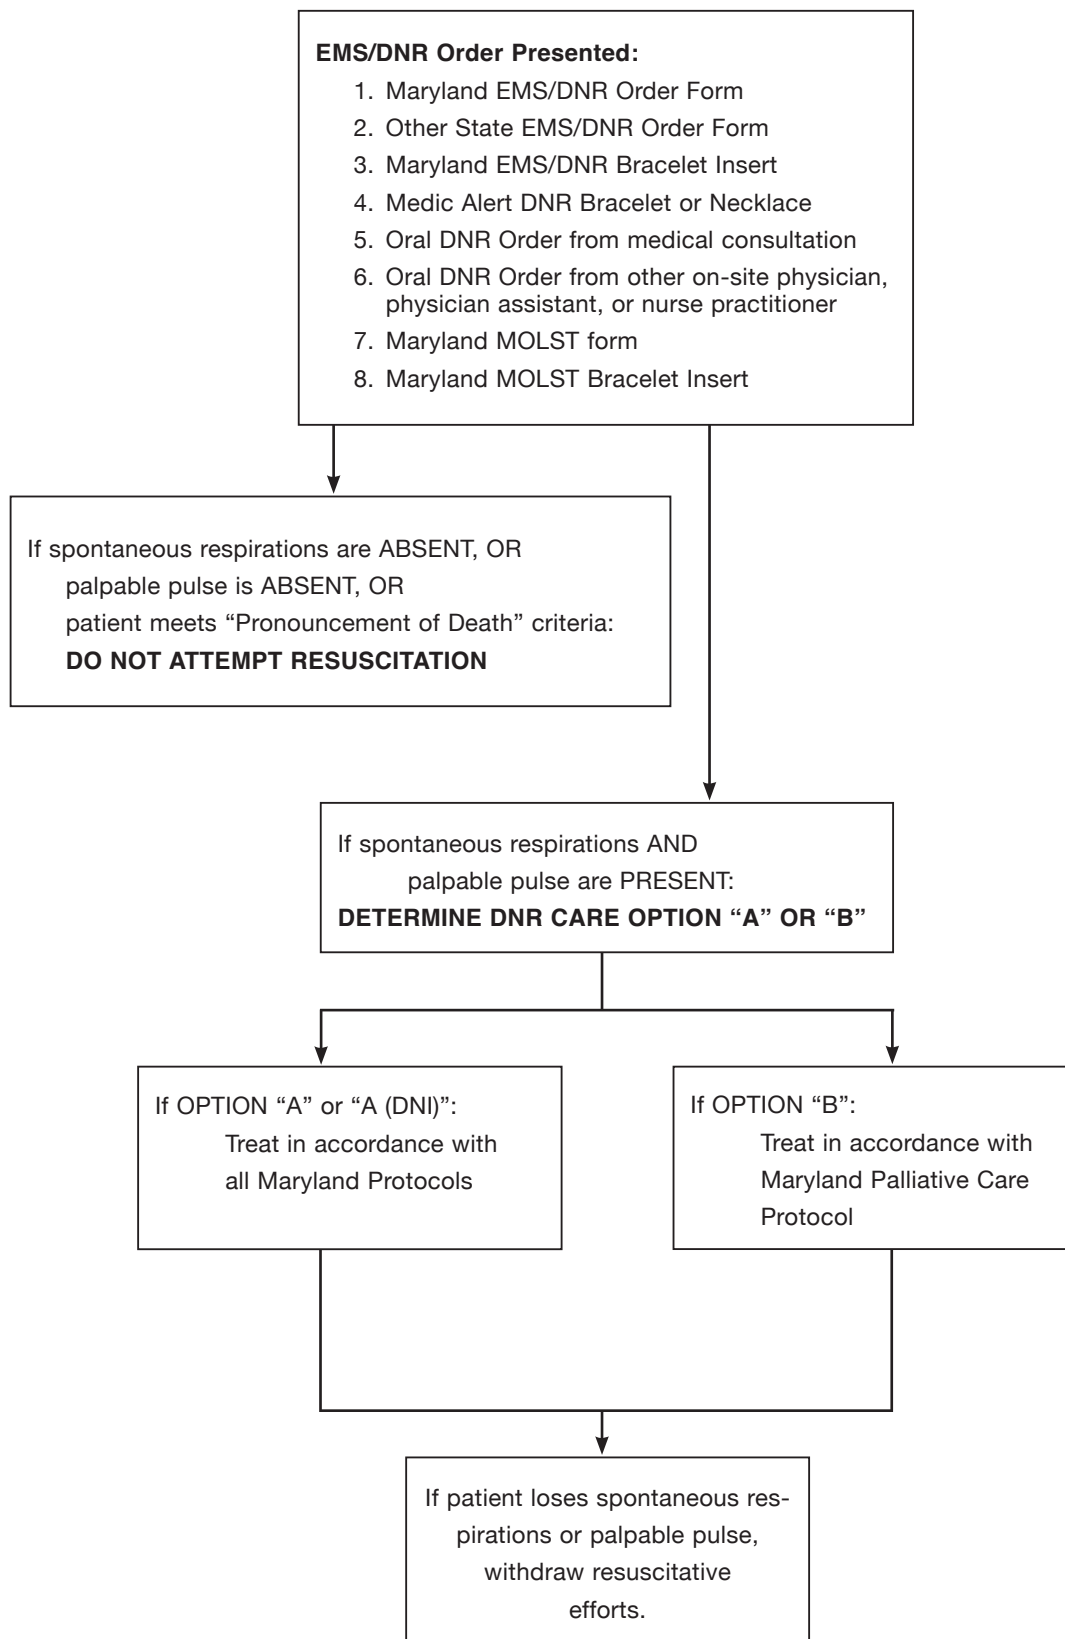 EMS/DNR Order Presented:
1. Maryland EMS/DNR Order Form
2. Other State EMS/DNR Order Form
3. Maryland EMS/DNR Bracelet Insert
4. Medic Alert DNR Bracelet or Necklace
5. Oral DNR Order from medical consultation
6. Oral DNR Order from other on-site physician,
physician assistant, or nurse practitioner
7. Maryland MOLST form
8. Maryland MOLST Bracelet Insert
If spontaneous respirations are ABSENT, OR
palpable pulse is ABSENT, OR
patient meets “Pronouncement of Death” criteria:
DO NOT ATTEMPT RESUSCITATION
If spontaneous respirations AND
palpable pulse are PRESENT:
DETERMINE DNR CARE OPTION “A” OR “B”
If OPTION “A” or “A (DNI)”:
Treat in accordance with
all Maryland Protocols
If OPTION “B”:
Treat in accordance with
Maryland Palliative Care
Protocol
If patient loses spontaneous res-
pirations or palpable pulse,
withdraw resuscitative
efforts.